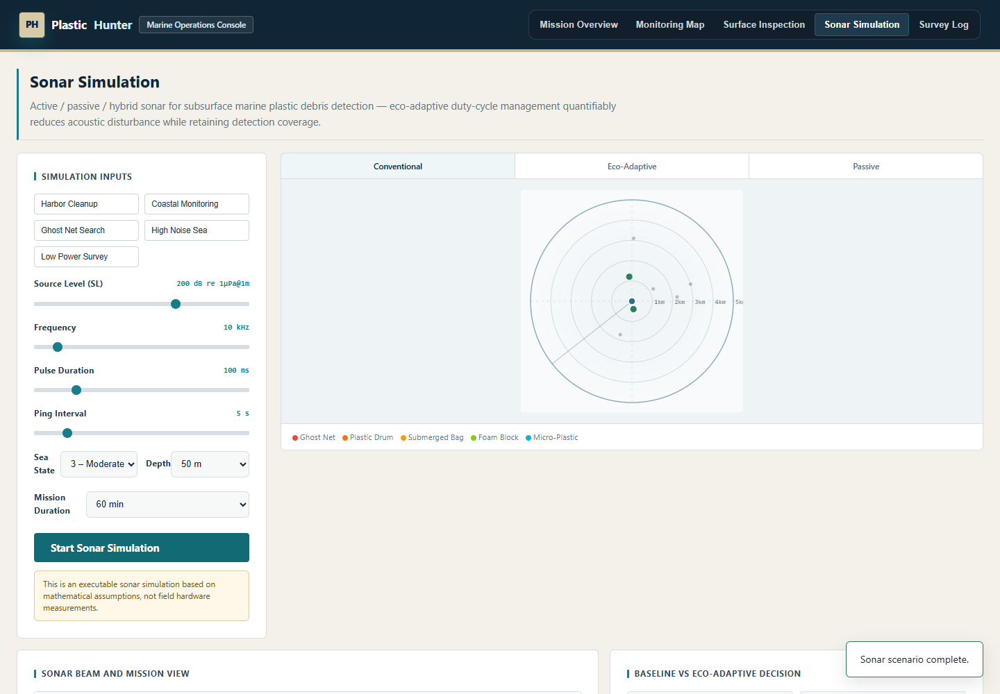 PH Plastic Hunter Marine Operations Console Mission Overview Monitoring Map Surface Inspection Sonar Simulation Survey Log
Sonar Simulation
Active / passive / hybrid sonar for subsurface marine plastic debris detection — eco-adaptive duty-cycle management quantifiably
reduces acoustic disturbance while retaining detection coverage.
SIMULATION INPUTS
Harbor Cleanup Coastal Monitoring
Ghost Net Search High Noise Sea
Low Power Survey
Source Level (SL) 200 dB re 1μPa@1m
Frequency 10 kHz
Pulse Duration 100 ms
Ping Interval 5 s
Sea
State 3 – Moderate Depth 50 m
Mission
Duration 60 min
Start Sonar Simulation
This is an executable sonar simulation based on
mathematical assumptions, not field hardware
measurements.
Conventional Eco-Adaptive Passive
1km 2km 3km 4km 5k
Ghost Net Plastic Drum Submerged Bag Foam Block Micro-Plastic
SONAR BEAM AND MISSION VIEW
BASELINE VS ECO-ADAPTIVE DECISION
Sonar scenario complete.